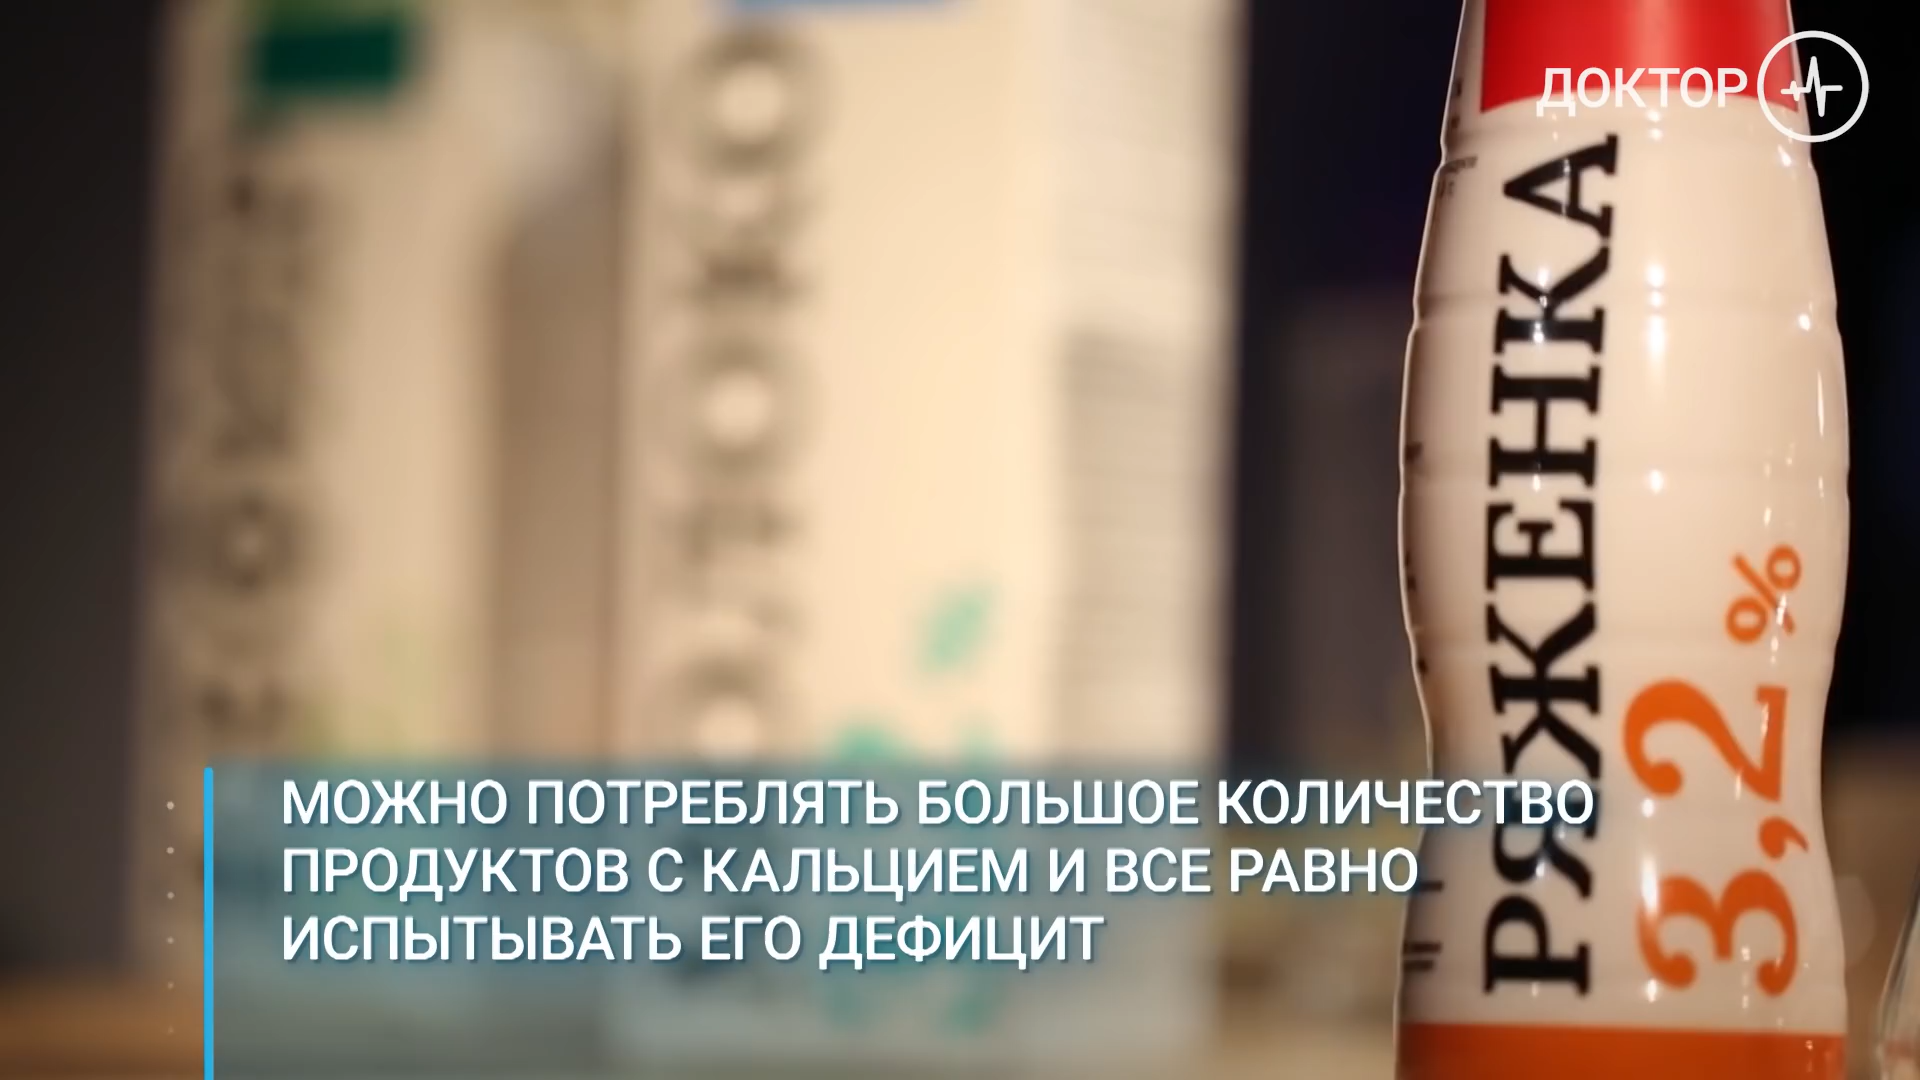 ДОКТОР
РЯЖЕНКА
3,2%
МОЖНО ПОТРЕБЛЯТЬ БОЛЬШОЕ КОЛИЧЕСТВО
ПРОДУКТОВ С КАЛЬЦИЕМ И ВСЕ РАВНО
ИСПЫТЫВАТЬ ЕГО ДЕФИЦИТ